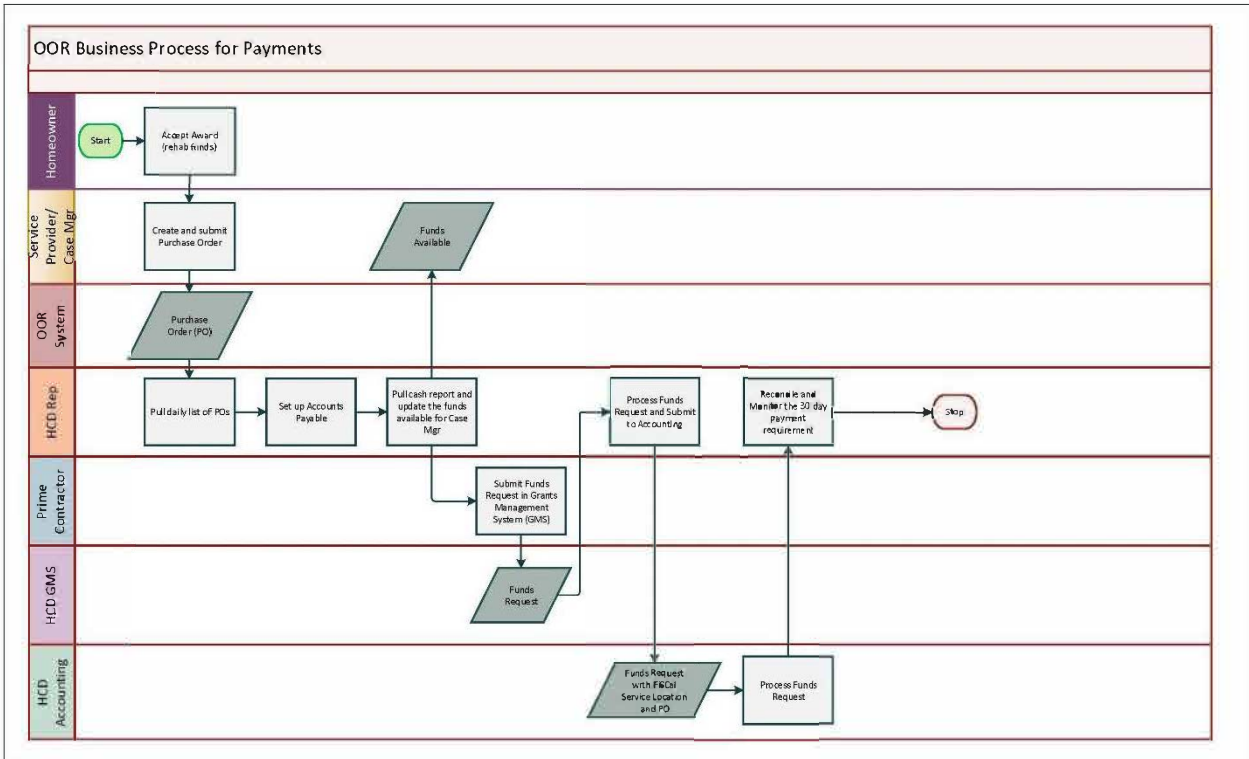 OOR Business Process for Payments
Homeowner
Start
Accept Award
(rehab funds)
Service
Provider/
Case Mgr
Create and submit
Purchase Order
Funds
Available
OOR
System
Purchase
Order (PO)
HCD Rep
Pull daily list of POs
Set up Accounts
Payable
Pull cash report and
update the funds
available for Case
Mgr
Process Funds
Request and Submit
to Accounting
Reconcile and
Monitor the 30 day
payment
requirement
Stop
Prime
Contractor
Submit Funds
Request in Grants
Management
System (GMS)
HCD GMS
Funds
Request
HCD
Accounting
Funds Request
with FI$Cal
Service Location
and PO
Process Funds
Request